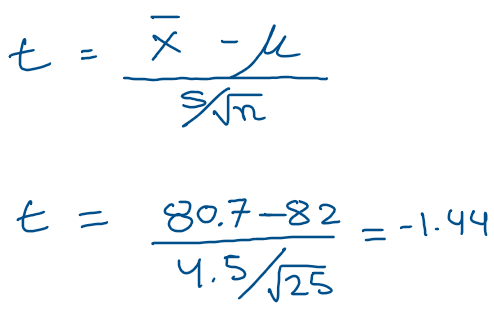 t = x̄ - μ / s/√n
t = 80.7-82 / 4.5/√25 = -1.44